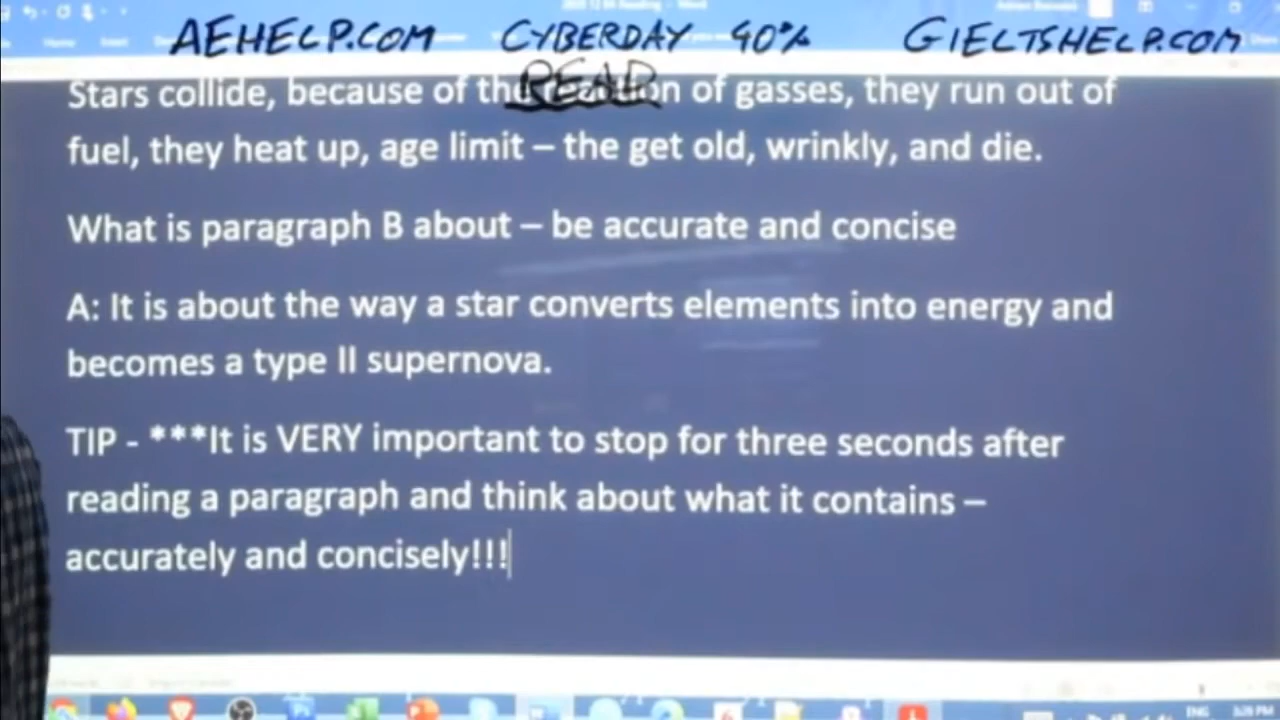 AEHELP.COM CYBERDAY 40% GIELTSHELP.COM
READ
Stars collide, because of the reaction of gasses, they run out of
fuel, they heat up, age limit – the get old, wrinkly, and die.
What is paragraph B about – be accurate and concise
A: It is about the way a star converts elements into energy and
becomes a type II supernova.
TIP - ***It is VERY important to stop for three seconds after
reading a paragraph and think about what it contains –
accurately and concisely!!!
ENG 3:28 PM